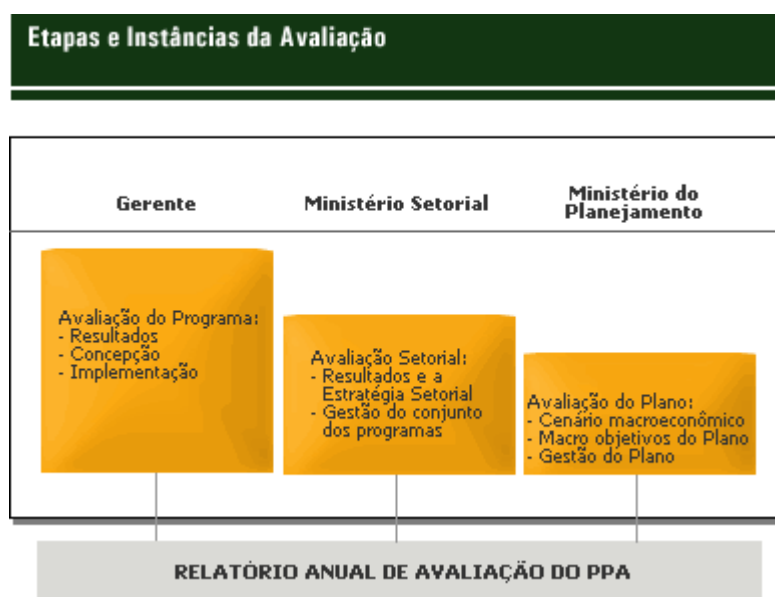 Etapas e Instâncias da Avaliação
Gerente
Ministério Setorial
Ministério do
Planejamento
Avaliação do Programa:
- Resultados
- Concepção
- Implementação
Avaliação Setorial:
- Resultados e a
Estratégia Setorial
- Gestão do conjunto
dos programas
Avaliação do Plano:
- Cenário macroeconômico
- Macro objetivos do Plano
- Gestão do Plano
RELATÓRIO ANUAL DE AVALIAÇÃO DO PPA